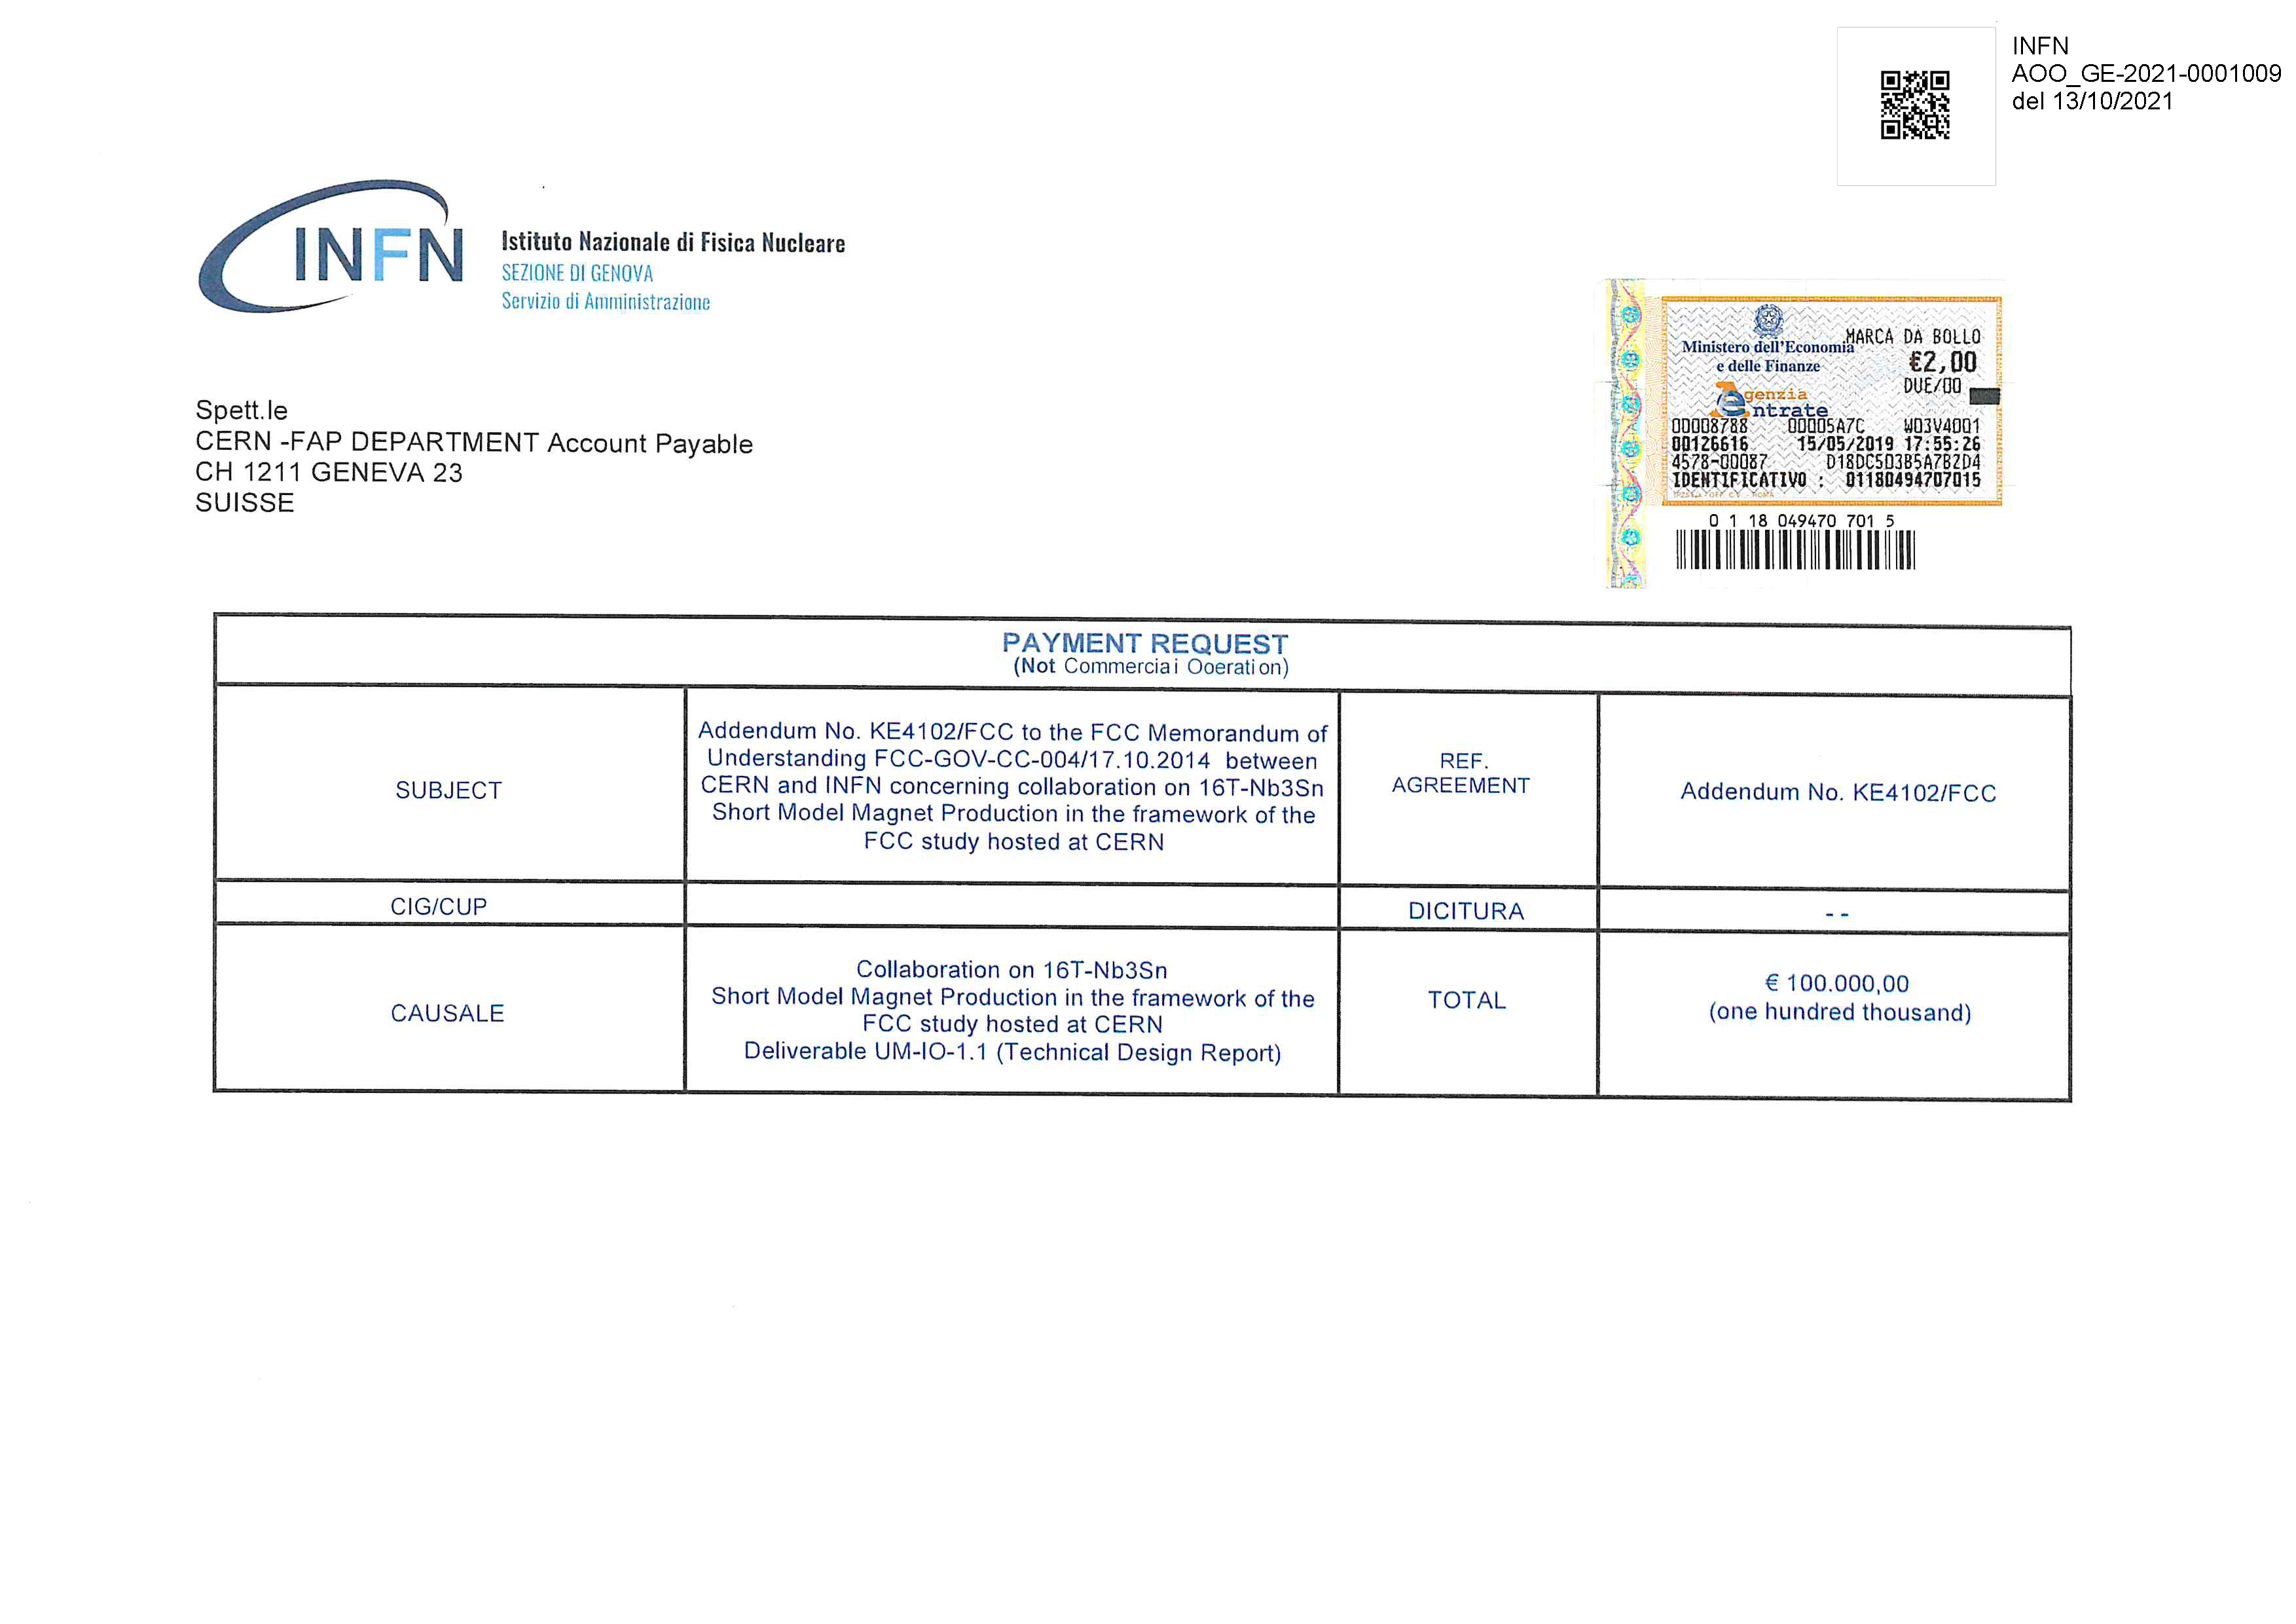 INFN
AOO_GE-2021-0001009
del 13/10/2021
INFN
Istituto Nazionale di Fisica Nucleare
SEZIONE DI GENOVA
Servizio di Amministrazione
MARCA DA BOLLO
Ministero dell'Economia
e delle Finanze
€2,00
DUE/00
Agenzia
Entrate
00008788 00005A7C W03V4001
00126616 15/05/2019 17:55:26
4578-00087 D18DC503B5A7B2D4
IDENTIFICATIVO : 01180494707015
0 1 18 049470 701 5
Spett.le
CERN -FAP DEPARTMENT Account Payable
CH 1211 GENEVA 23
SUISSE
PAYMENT REQUEST
(Not Commerciai Ooeration)
SUBJECT
Addendum No. KE4102/FCC to the FCC Memorandum of
Understanding FCC-GOV-CC-004/17.10.2014 between
CERN and INFN concerning collaboration on 16T-Nb3Sn
Short Model Magnet Production in the framework of the
FCC study hosted at CERN
REF.
AGREEMENT
Addendum No. KE4102/FCC
CIG/CUP
DICITURA
- -
CAUSALE
Collaboration on 16T-Nb3Sn
Short Model Magnet Production in the framework of the
FCC study hosted at CERN
Deliverable UM-IO-1.1 (Technical Design Report)
TOTAL
€ 100.000,00
(one hundred thousand)